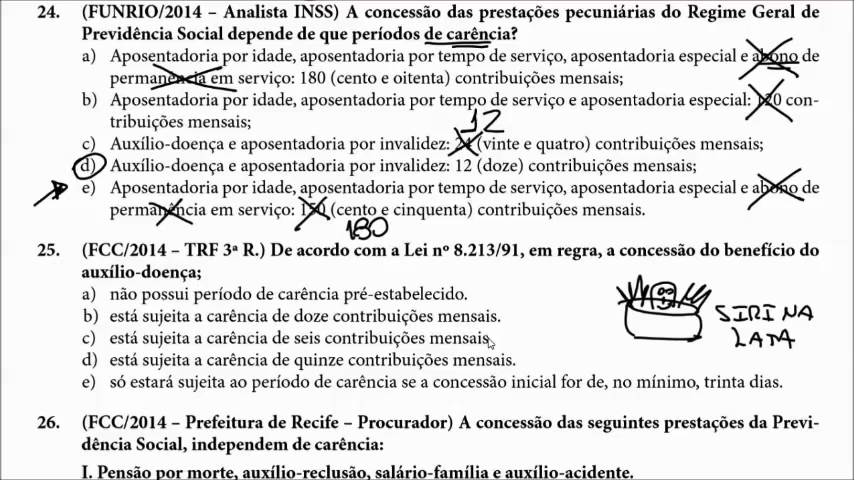 24. (FUNRIO/2014 – Analista INSS) A concessão das prestações pecuniárias do Regime Geral de
Previdência Social depende de que períodos de carência?
a) Aposentadoria por idade, aposentadoria por tempo de serviço, aposentadoria especial e abono de
permanência em serviço: 180 (cento e oitenta) contribuições mensais;
b) Aposentadoria por idade, aposentadoria por tempo de serviço e aposentadoria especial: 120 con-
tribuições mensais;
12
c) Auxílio-doença e aposentadoria por invalidez: 24 (vinte e quatro) contribuições mensais;
d) Auxílio-doença e aposentadoria por invalidez: 12 (doze) contribuições mensais;
e) Aposentadoria por idade, aposentadoria por tempo de serviço, aposentadoria especial e abono de
permanência em serviço: 150 (cento e cinquenta) contribuições mensais.
180
25. (FCC/2014 – TRF 3ª R.) De acordo com a Lei nº 8.213/91, em regra, a concessão do benefício do
auxílio-doença;
a) não possui período de carência pré-estabelecido.
b) está sujeita a carência de doze contribuições mensais.
c) está sujeita a carência de seis contribuições mensais.
d) está sujeita a carência de quinze contribuições mensais.
e) só estará sujeita ao período de carência se a concessão inicial for de, no mínimo, trinta dias.
SIRI NA
LATA
26. (FCC/2014 – Prefeitura de Recife – Procurador) A concessão das seguintes prestações da Previ-
dência Social, independem de carência:
I. Pensão por morte, auxílio-reclusão, salário-família e auxílio-acidente.